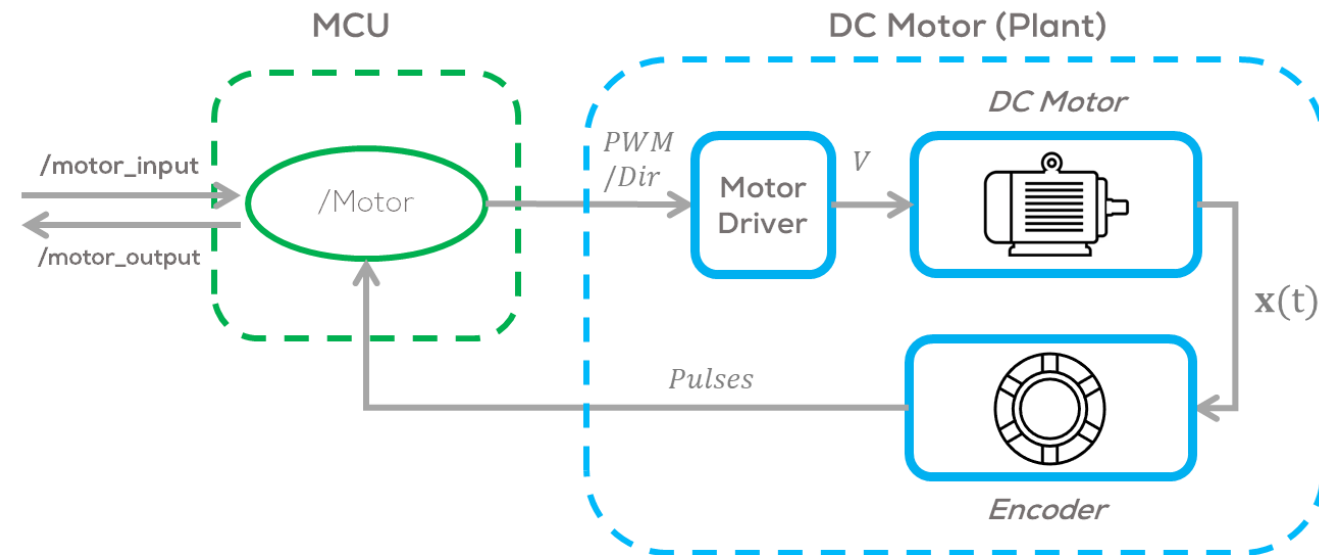 MCU
DC Motor (Plant)
DC Motor
/motor_input
/Motor
/motor_output
PWM
/Dir
Motor
Driver
V
x(t)
Pulses
Encoder